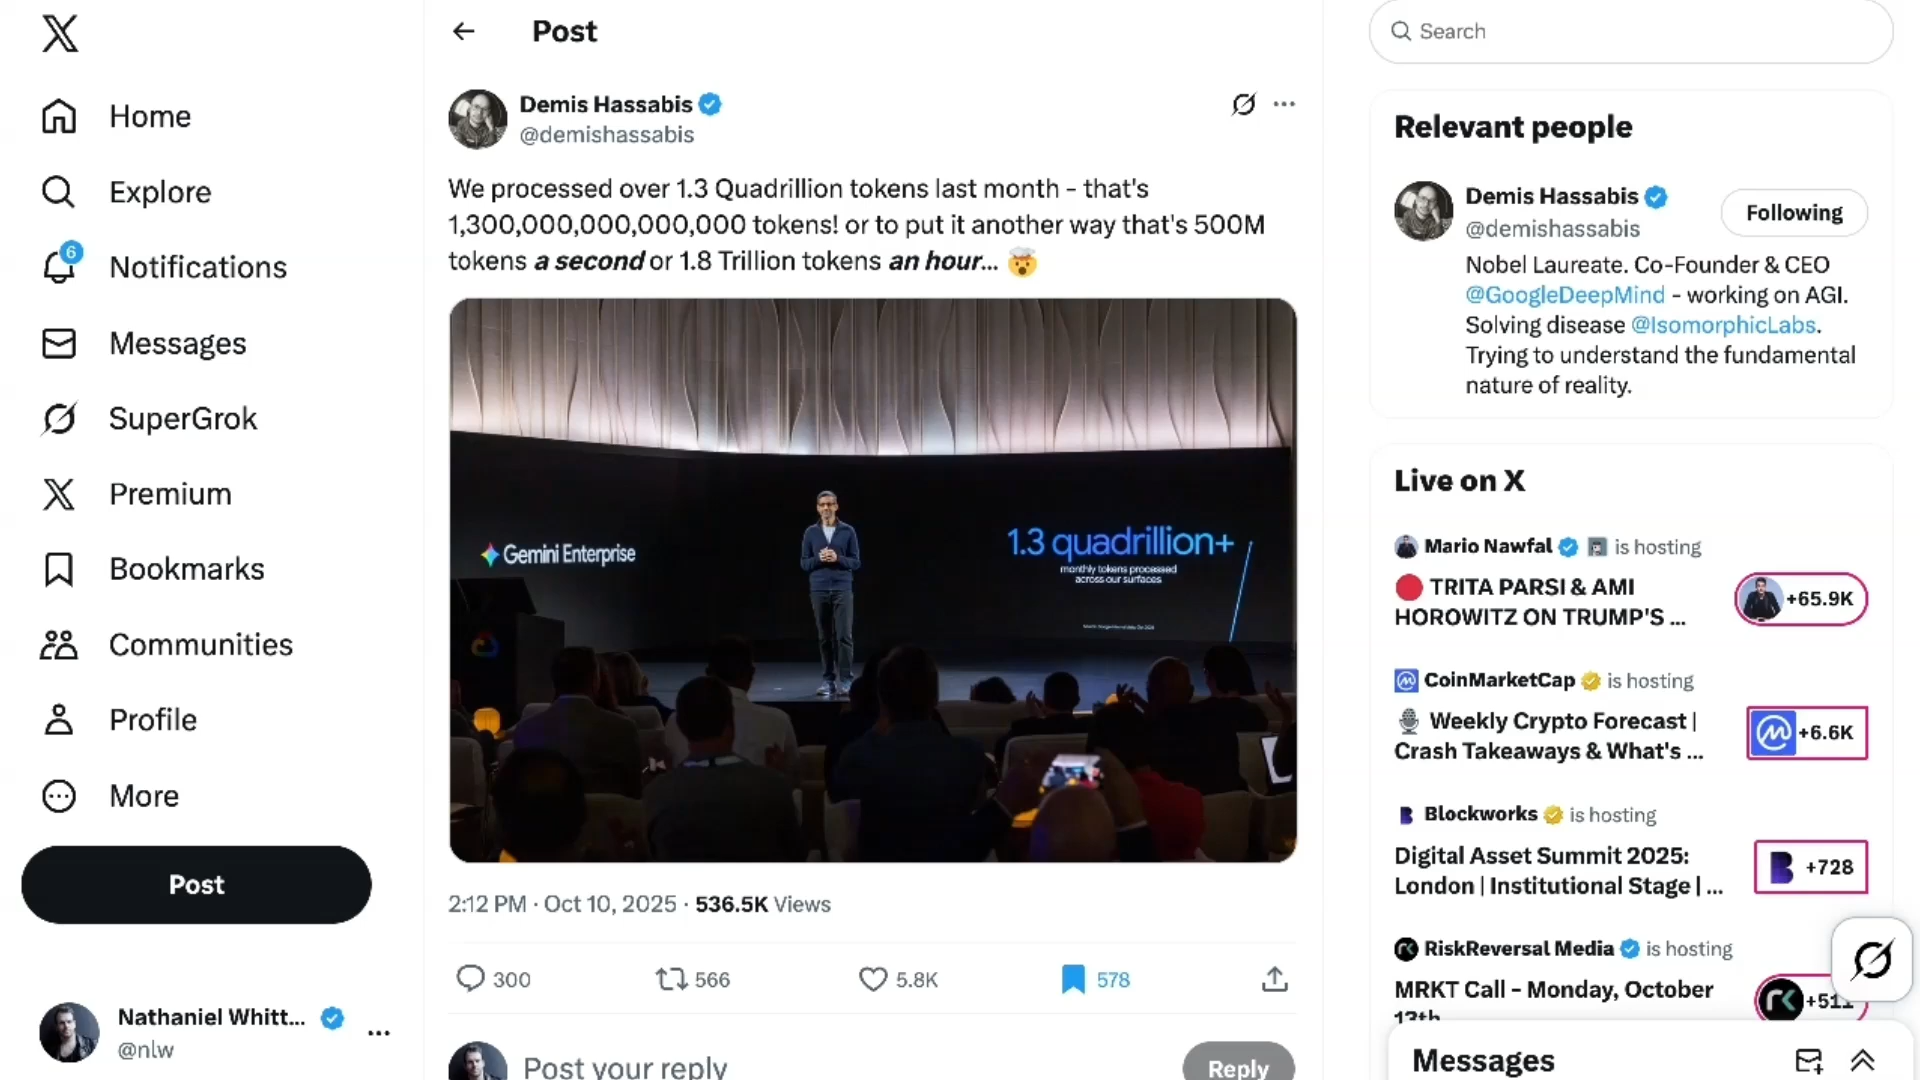 Home
Explore
6
Notifications
Messages
SuperGrok
Premium
Bookmarks
Communities
Profile
More
Post
Nathaniel Whitt...
@nlw
Post
Demis Hassabis
@demishassabis
We processed over 1.3 Quadrillion tokens last month - that's
1,300,000,000,000,000 tokens! or to put it another way that's 500M
tokens a second or 1.8 Trillion tokens an hour... 🤯
Gemini Enterprise
1.3 quadrillion+
monthly tokens processed
across our surfaces
2:12 PM · Oct 10, 2025 · 536.5K Views
300
566
5.8K
578
Post your reply
Reply
Search
Relevant people
Demis Hassabis
@demishassabis
Following
Nobel Laureate. Co-Founder & CEO
@GoogleDeepMind - working on AGI.
Solving disease @IsomorphicLabs.
Trying to understand the fundamental
nature of reality.
Live on X
Mario Nawfal is hosting
TRITA PARSI & AMI
HOROWITZ ON TRUMP'S ...
+65.9K
CoinMarketCap is hosting
Weekly Crypto Forecast |
Crash Takeaways & What's ...
+6.6K
Blockworks is hosting
Digital Asset Summit 2025:
London | Institutional Stage | ...
+728
RiskReversal Media is hosting
MRKT Call - Monday, October
13th
+511
Messages